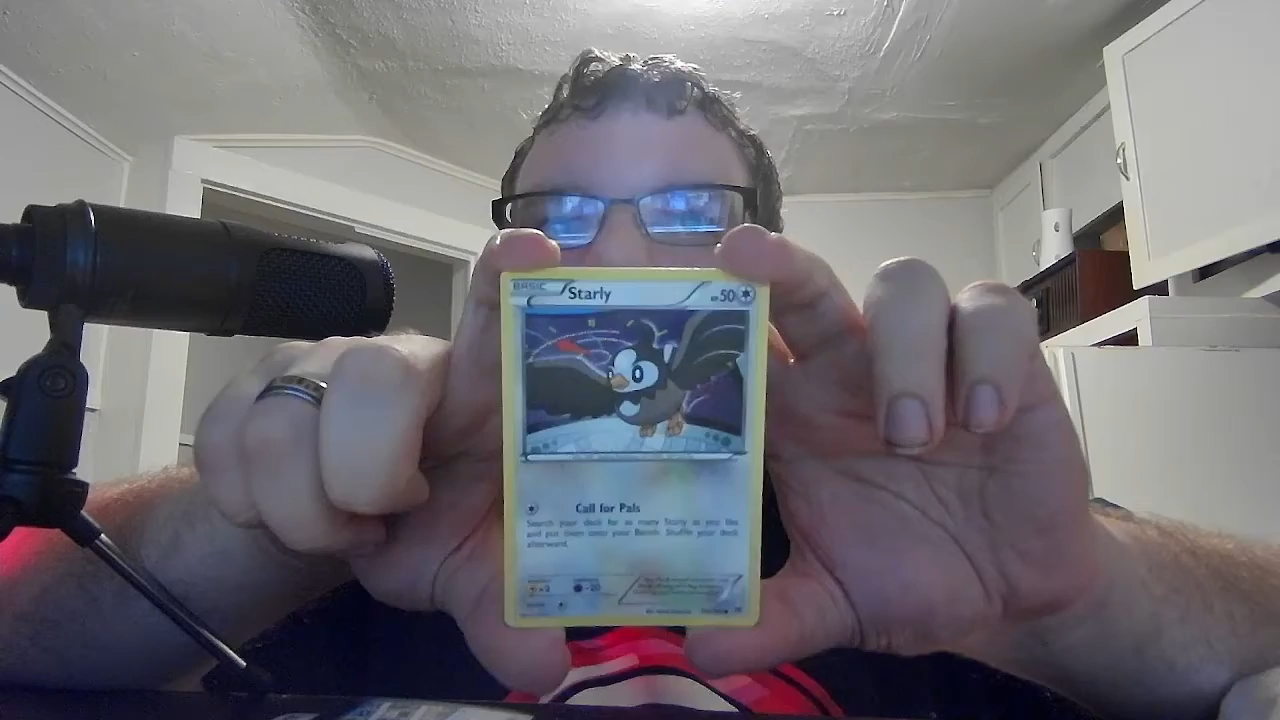 BASIC Starly HP50
Call for Pals
Search your deck for as many Starly as you like
and put them onto your Bench. Shuffle your deck
afterward.
×2 -20